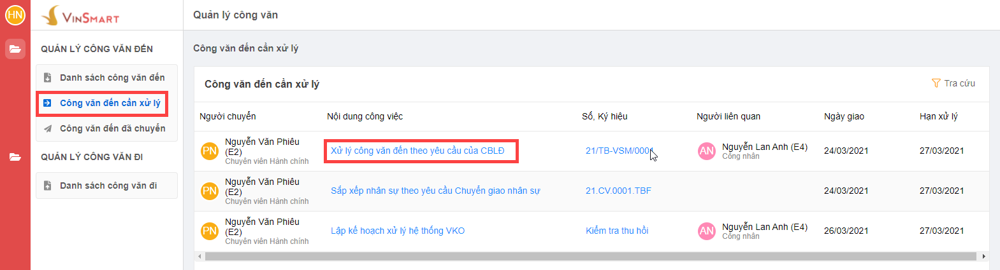 HN
VINSMART
Quản lý công văn
QUẢN LÝ CÔNG VĂN ĐẾN
Danh sách công văn đến
Công văn đến cần xử lý
Công văn đến đã chuyển
QUẢN LÝ CÔNG VĂN ĐI
Danh sách công văn đi
Công văn đến cần xử lý
Công văn đến cần xử lý
Tra cứu
Người chuyển Nội dung công việc Số, Ký hiệu Người liên quan Ngày giao Hạn xử lý
PN Nguyễn Văn Phiêu
(E2)
Chuyên viên Hành chính
Xử lý công văn đến theo yêu cầu của CBLĐ 21/TB-VSM/0001 AN Nguyễn Lan Anh (E4) 24/03/2021 27/03/2021
Công nhân
PN Nguyễn Văn Phiêu
(E2)
Chuyên viên Hành chính
Sắp xếp nhân sự theo yêu cầu Chuyển giao nhân sự 21.CV.0001.TBF 24/03/2021 27/03/2021
PN Nguyễn Văn Phiêu
(E2)
Chuyên viên Hành chính
Lập kế hoạch xử lý hệ thống VKO Kiểm tra thu hồi AN Nguyễn Lan Anh (E4) 26/03/2021 27/03/2021
Công nhân